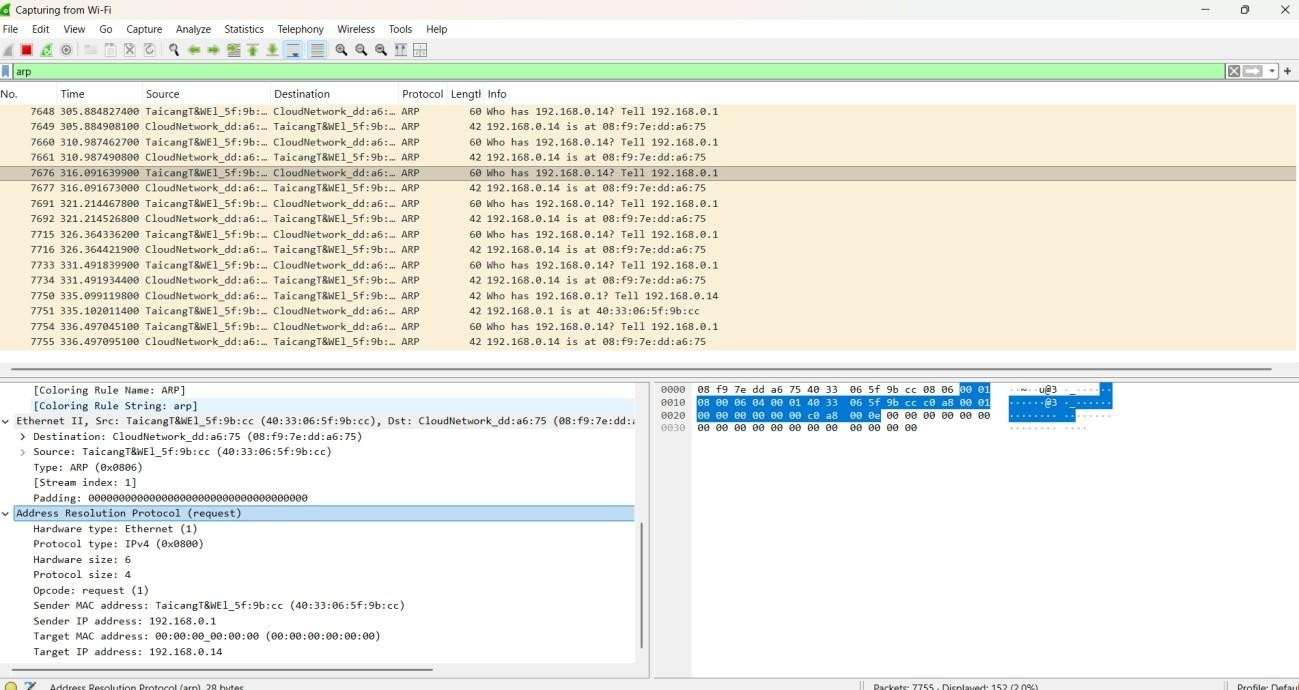 Capturing from Wi-Fi
File Edit View Go Capture Analyze Statistics Telephony Wireless Tools Help
arp
No. Time Source Destination Protocol Length Info
7648 305.884827400 TaicangT&WEl_5f:9b:… CloudNetwork_dd:a6:… ARP 60 Who has 192.168.0.14? Tell 192.168.0.1
7649 305.884908100 CloudNetwork_dd:a6:… TaicangT&WEl_5f:9b:… ARP 42 192.168.0.14 is at 08:f9:7e:dd:a6:75
7660 310.987462700 TaicangT&WEl_5f:9b:… CloudNetwork_dd:a6:… ARP 60 Who has 192.168.0.14? Tell 192.168.0.1
7661 310.987490800 CloudNetwork_dd:a6:… TaicangT&WEl_5f:9b:… ARP 42 192.168.0.14 is at 08:f9:7e:dd:a6:75
7676 316.091639900 TaicangT&WEl_5f:9b:… CloudNetwork_dd:a6:… ARP 60 Who has 192.168.0.14? Tell 192.168.0.1
7677 316.091673000 CloudNetwork_dd:a6:… TaicangT&WEl_5f:9b:… ARP 42 192.168.0.14 is at 08:f9:7e:dd:a6:75
7691 321.214467800 TaicangT&WEl_5f:9b:… CloudNetwork_dd:a6:… ARP 60 Who has 192.168.0.14? Tell 192.168.0.1
7692 321.214526800 CloudNetwork_dd:a6:… TaicangT&WEl_5f:9b:… ARP 42 192.168.0.14 is at 08:f9:7e:dd:a6:75
7715 326.364336200 TaicangT&WEl_5f:9b:… CloudNetwork_dd:a6:… ARP 60 Who has 192.168.0.14? Tell 192.168.0.1
7716 326.364421900 CloudNetwork_dd:a6:… TaicangT&WEl_5f:9b:… ARP 42 192.168.0.14 is at 08:f9:7e:dd:a6:75
7733 331.491839900 TaicangT&WEl_5f:9b:… CloudNetwork_dd:a6:… ARP 60 Who has 192.168.0.14? Tell 192.168.0.1
7734 331.491934400 CloudNetwork_dd:a6:… TaicangT&WEl_5f:9b:… ARP 42 192.168.0.14 is at 08:f9:7e:dd:a6:75
7750 335.099119800 CloudNetwork_dd:a6:… TaicangT&WEl_5f:9b:… ARP 42 Who has 192.168.0.1? Tell 192.168.0.14
7751 335.102011400 TaicangT&WEl_5f:9b:… CloudNetwork_dd:a6:… ARP 42 192.168.0.1 is at 40:33:06:5f:9b:cc
7754 336.497045100 TaicangT&WEl_5f:9b:… CloudNetwork_dd:a6:… ARP 60 Who has 192.168.0.14? Tell 192.168.0.1
7755 336.497095100 CloudNetwork_dd:a6:… TaicangT&WEl_5f:9b:… ARP 42 192.168.0.14 is at 08:f9:7e:dd:a6:75
[Coloring Rule Name: ARP]
[Coloring Rule String: arp]
Ethernet II, Src: TaicangT&WEl_5f:9b:cc (40:33:06:5f:9b:cc), Dst: CloudNetwork_dd:a6:75 (08:f9:7e:dd:a
Destination: CloudNetwork_dd:a6:75 (08:f9:7e:dd:a6:75)
Source: TaicangT&WEl_5f:9b:cc (40:33:06:5f:9b:cc)
Type: ARP (0x0806)
[Stream index: 1]
Padding: 000000000000000000000000000000000000
Address Resolution Protocol (request)
Hardware type: Ethernet (1)
Protocol type: IPv4 (0x0800)
Hardware size: 6
Protocol size: 4
Opcode: request (1)
Sender MAC address: TaicangT&WEl_5f:9b:cc (40:33:06:5f:9b:cc)
Sender IP address: 192.168.0.1
Target MAC address: 00:00:00_00:00:00 (00:00:00:00:00:00)
Target IP address: 192.168.0.14
0000 08 f9 7e dd a6 75 40 33 06 5f 9b cc 08 06 00 01 ··~··u@3 ·_······
0010 08 00 06 04 00 01 40 33 06 5f 9b cc c0 a8 00 01 ······@3 ·_······
0020 00 00 00 00 00 00 c0 a8 00 0e 00 00 00 00 00 00 ········ ········
0030 00 00 00 00 00 00 00 00 00 00 00 00 ········ ····
Address Resolution Protocol (arp), 28 bytes
Packets: 7755 · Displayed: 152 (2.0%)
Profile: Defau